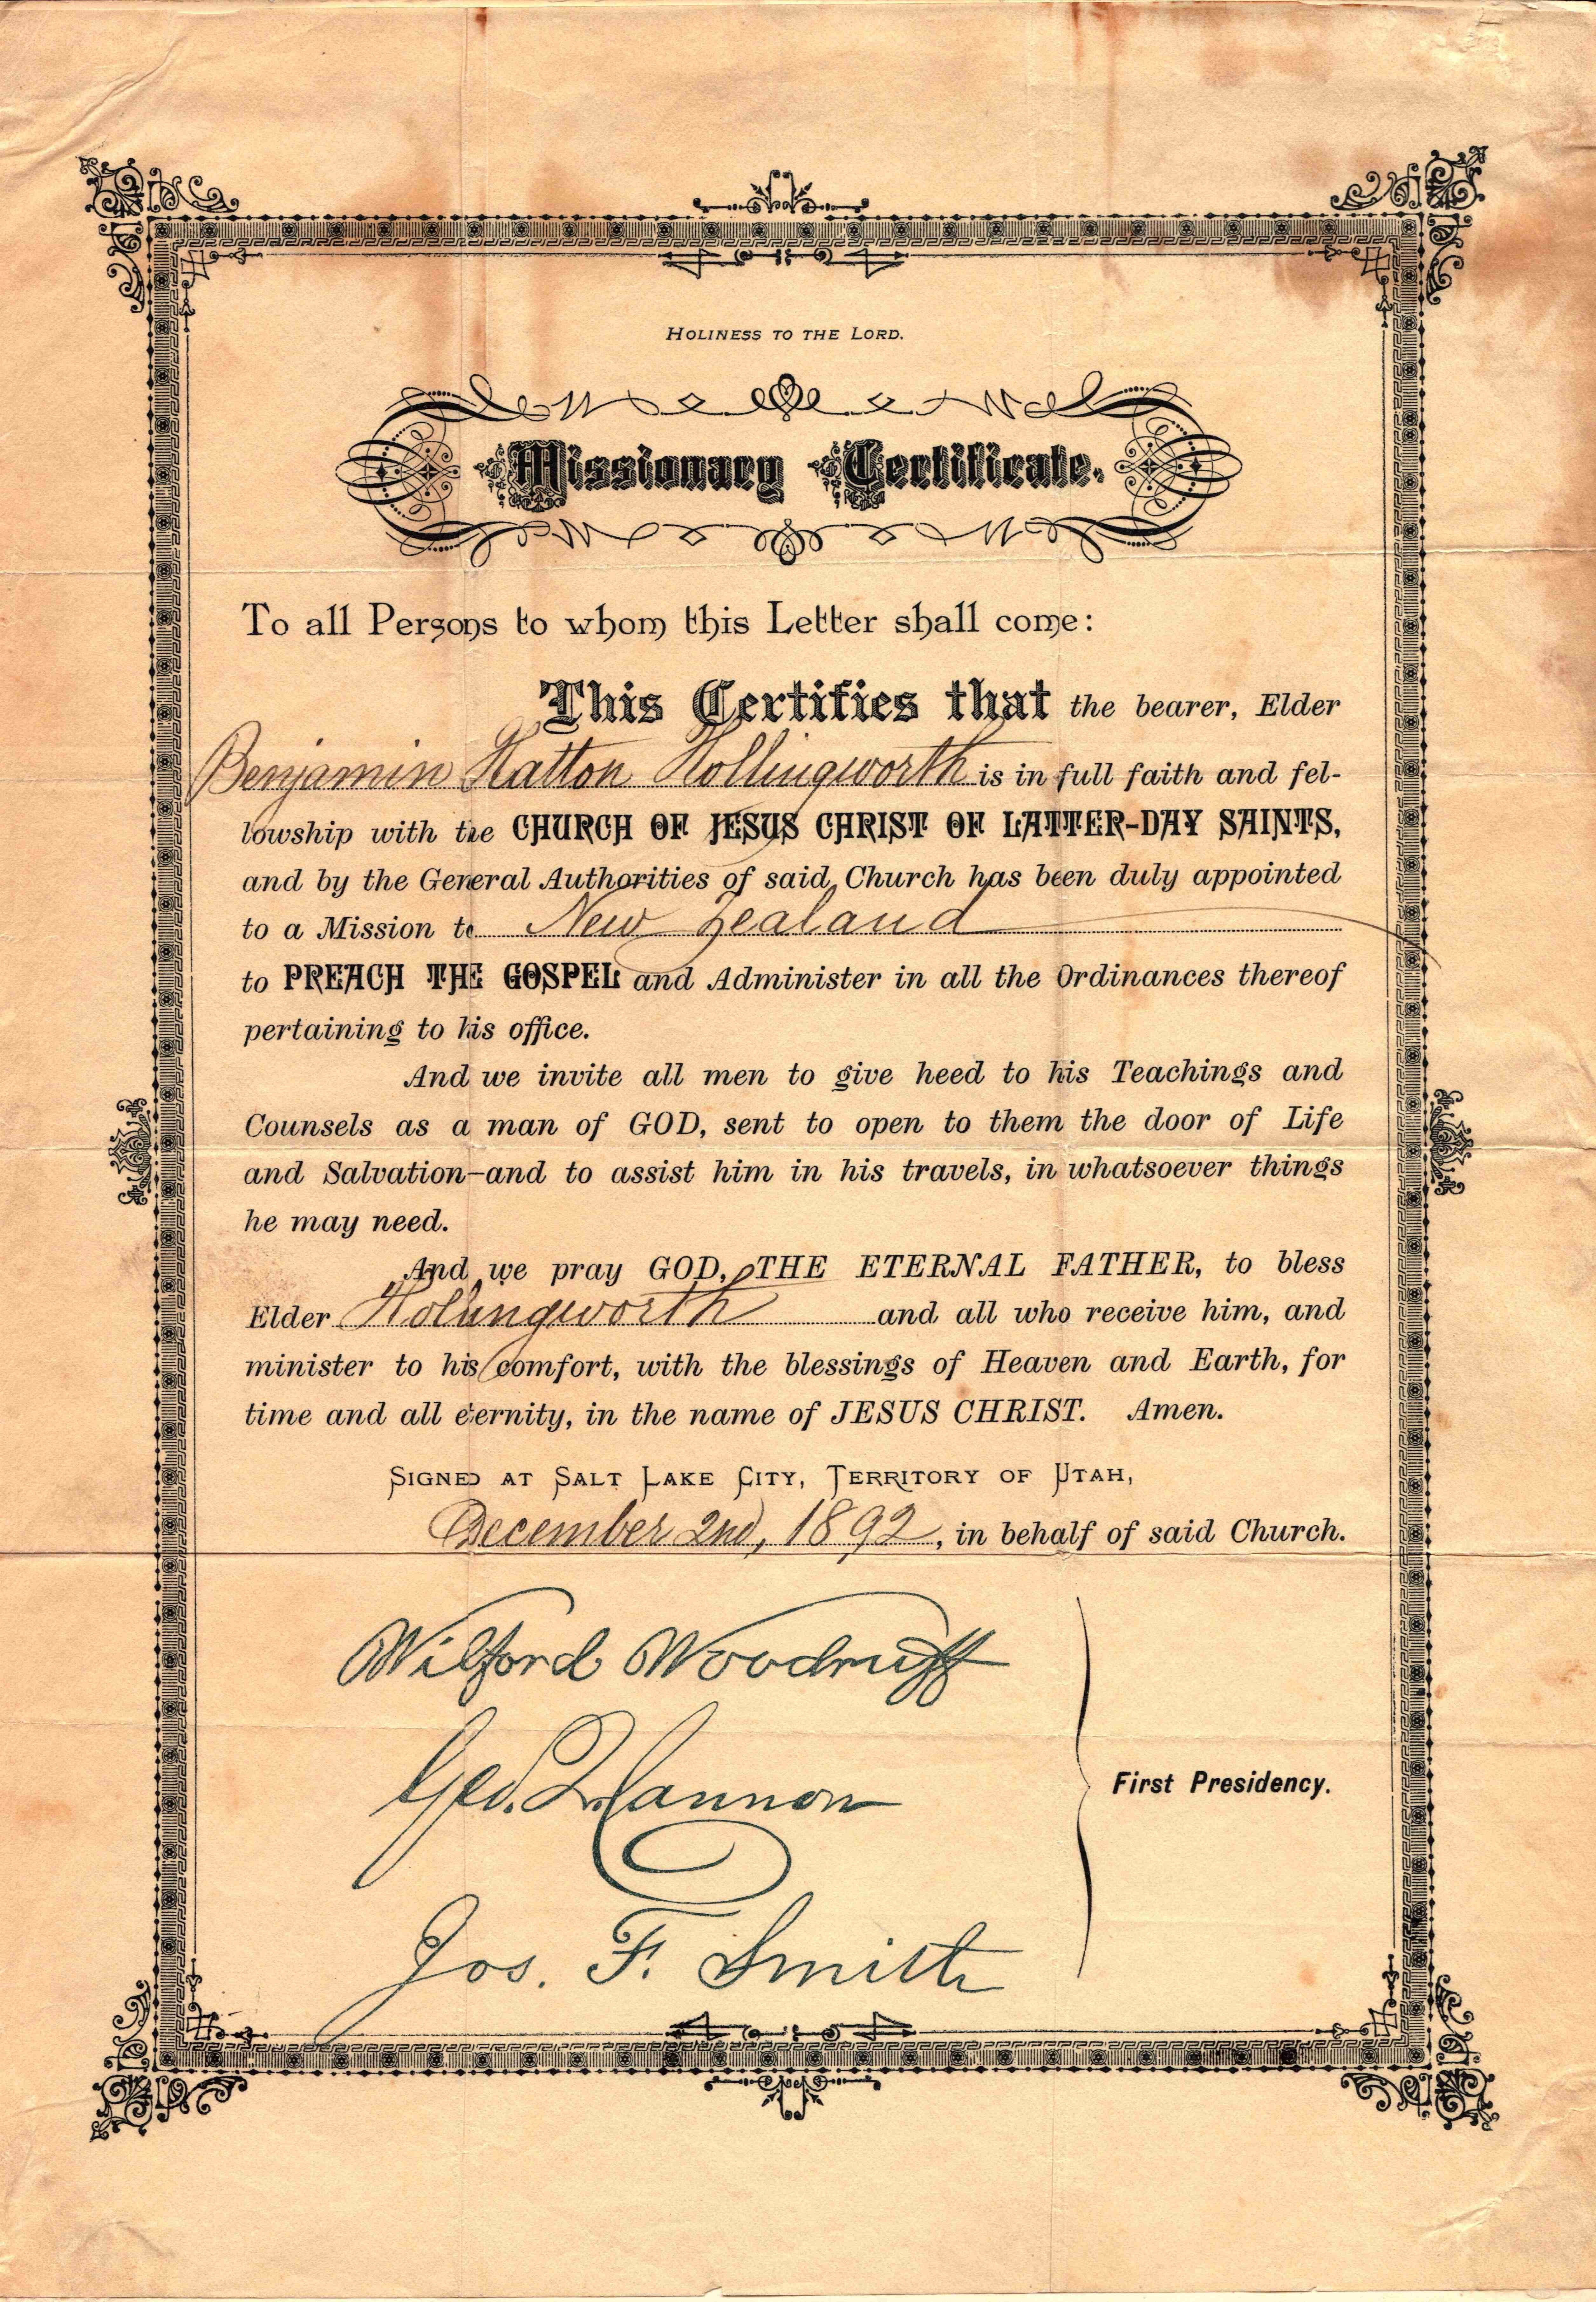 HOLINESS TO THE LORD.
Missionary Certificate.
To all Persons to whom this Letter shall come:
This Certifies that the bearer, Elder
Benjamin Hatton Hollingworth is in full faith and fel-
lowship with the CHURCH OF JESUS CHRIST OF LATTER-DAY SAINTS,
and by the General Authorities of said Church has been duly appointed
to a Mission to New Zealand
to PREACH THE GOSPEL and Administer in all the Ordinances thereof
pertaining to his office.
And we invite all men to give heed to his Teachings and
Counsels as a man of GOD, sent to open to them the door of Life
and Salvation—and to assist him in his travels, in whatsoever things
he may need.
And we pray GOD, THE ETERNAL FATHER, to bless
Elder Hollingworth and all who receive him, and
minister to his comfort, with the blessings of Heaven and Earth, for
time and all eternity, in the name of JESUS CHRIST. Amen.
SIGNED AT SALT LAKE CITY, TERRITORY OF UTAH,
December 2nd, 1892, in behalf of said Church.
Wilford Woodruff
Geo. Q. Cannon
First Presidency.
Jos. F. Smith